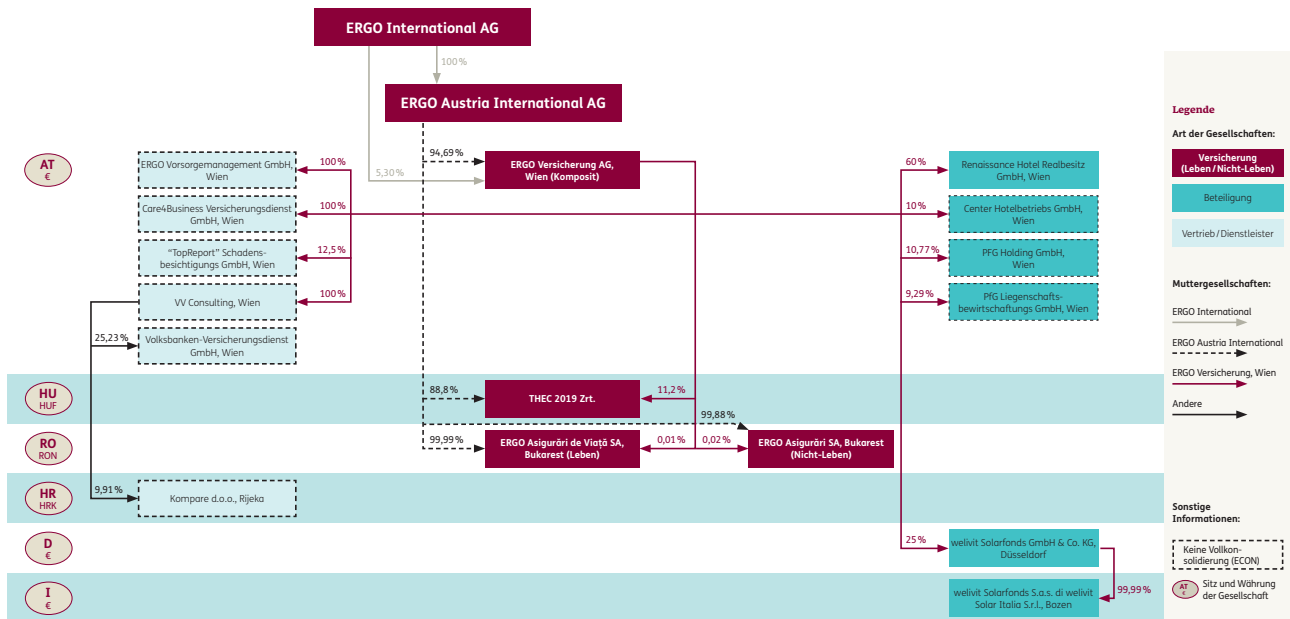 ERGO International AG
100 %
ERGO Austria International AG
AT
€
ERGO Vorsorgemanagement GmbH,
Wien
100 %
94,69 %
5,30 %
ERGO Versicherung AG,
Wien (Komposit)
60 %
Renaissance Hotel Realbesitz
GmbH, Wien
Care4Business Versicherungsdienst
GmbH, Wien
100 %
10 %
Center Hotelbetriebs GmbH,
Wien
“TopReport” Schadens-
besichtigungs GmbH, Wien
12,5 %
10,77 %
PFG Holding GmbH,
Wien
VV Consulting, Wien
100 %
9,29 %
PfG Liegenschafts-
bewirtschaftungs GmbH, Wien
25,23 %
Volksbanken-Versicherungsdienst
GmbH, Wien
HU
HUF
88,8 %
THEC 2019 Zrt.
11,2 %
99,88 %
RO
RON
99,99 %
ERGO Asigurări de Viață SA,
Bukarest (Leben)
0,01 %
0,02 %
ERGO Asigurări SA, Bukarest
(Nicht-Leben)
HR
HRK
9,91 %
Kompare d.o.o., Rijeka
D
€
25 %
welivit Solarfonds GmbH & Co. KG,
Düsseldorf
I
€
welivit Solarfonds S.a.s. di welivit
Solar Italia S.r.l., Bozen
99,99 %
Legende
Art der Gesellschaften:
Versicherung
(Leben / Nicht-Leben)
Beteiligung
Vertrieb / Dienstleister
Muttergesellschaften:
ERGO International
ERGO Austria International
ERGO Versicherung, Wien
Andere
Sonstige
Informationen:
Keine Vollkon-
solidierung (ECON)
AT
€
Sitz und Währung
der Gesellschaft